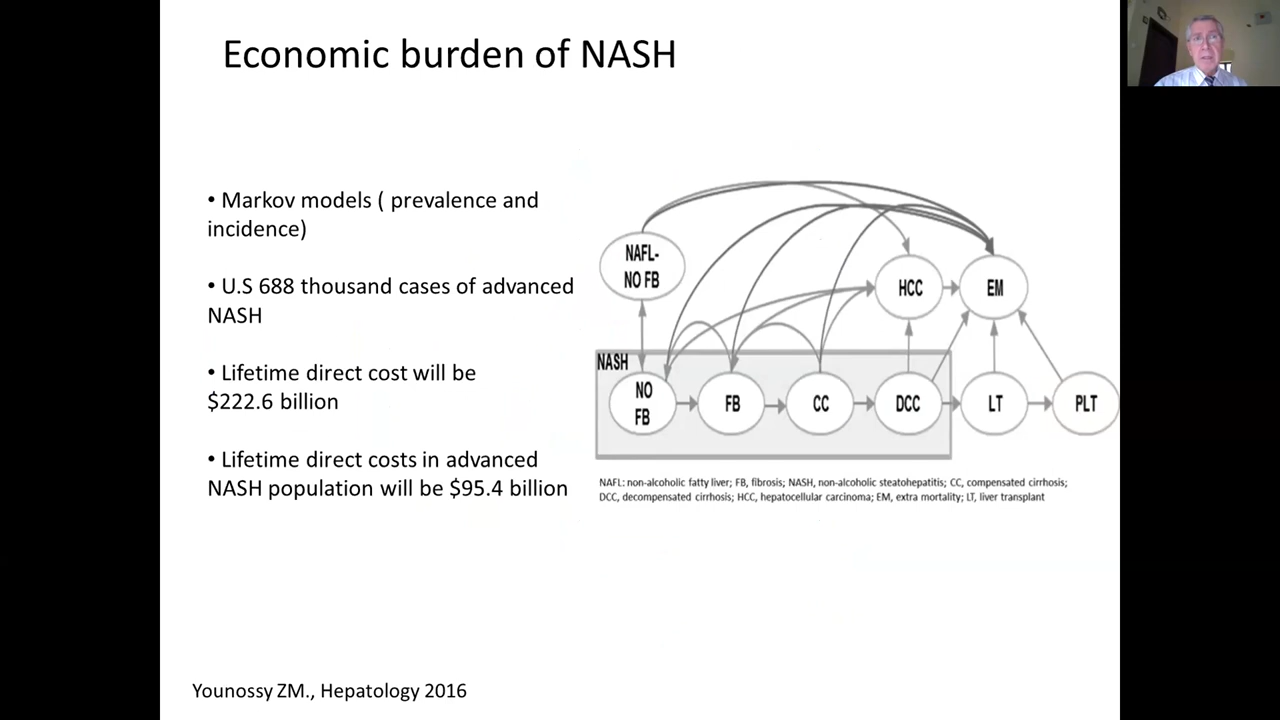 Economic burden of NASH
• Markov models ( prevalence and
incidence)
• U.S 688 thousand cases of advanced
NASH
• Lifetime direct cost will be
$222.6 billion
• Lifetime direct costs in advanced
NASH population will be $95.4 billion
NAFL-
NO FB
HCC
EM
NASH
NO
FB
FB
CC
DCC
LT
PLT
NAFL: non-alcoholic fatty liver; FB, fibrosis; NASH, non-alcoholic steatohepatitis; CC, compensated cirrhosis;
DCC, decompensated cirrhosis; HCC, hepatocellular carcinoma; EM, extra mortality; LT, liver transplant
Younossy ZM., Hepatology 2016